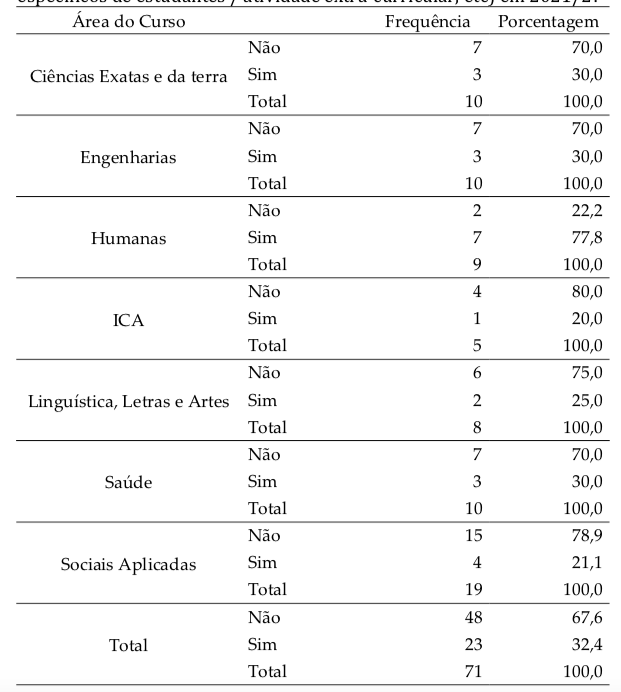 específicos de estudantes / atividade extra-curricular, etc) em 2021/2.
Área do Curso Frequência Porcentagem
Não 7 70,0
Ciências Exatas e da terra Sim 3 30,0
Total 10 100,0
Não 7 70,0
Engenharias Sim 3 30,0
Total 10 100,0
Não 2 22,2
Humanas Sim 7 77,8
Total 9 100,0
Não 4 80,0
ICA Sim 1 20,0
Total 5 100,0
Não 6 75,0
Linguística, Letras e Artes Sim 2 25,0
Total 8 100,0
Não 7 70,0
Saúde Sim 3 30,0
Total 10 100,0
Não 15 78,9
Sociais Aplicadas Sim 4 21,1
Total 19 100,0
Não 48 67,6
Total Sim 23 32,4
Total 71 100,0